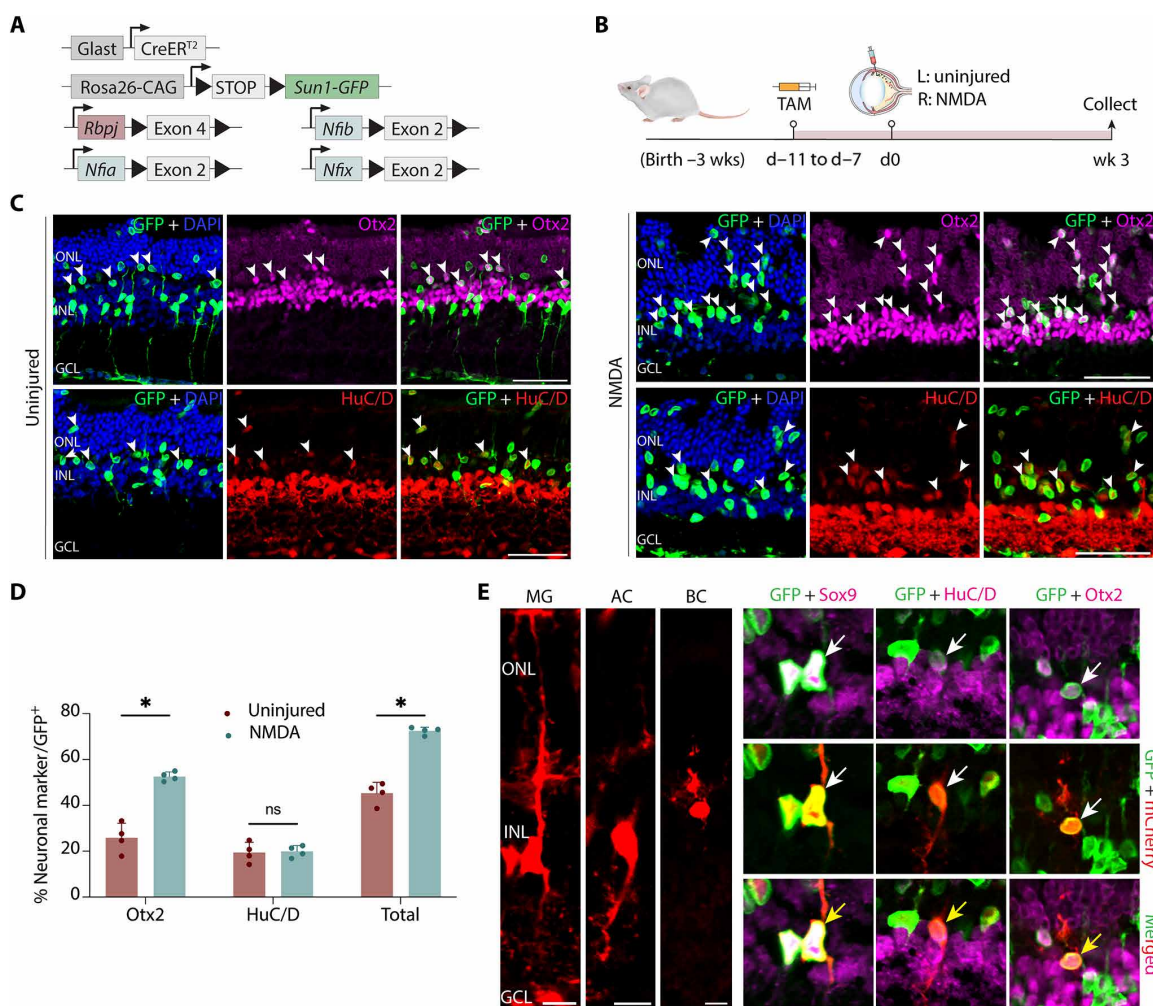 A
Glast
CreERT2
Rosa26-CAG
STOP
Sun1-GFP
Rbpj
Exon 4
Nfib
Exon 2
Nfia
Exon 2
Nfix
Exon 2
B
TAM
L: uninjured
R: NMDA
Collect
(Birth –3 wks)
d–11 to d–7
d0
wk 3
C
Uninjured
GFP + DAPI
Otx2
GFP + Otx2
ONL
INL
GCL
GFP + DAPI
HuC/D
GFP + HuC/D
ONL
INL
GCL
NMDA
GFP + DAPI
Otx2
GFP + Otx2
ONL
INL
GCL
GFP + DAPI
HuC/D
GFP + HuC/D
ONL
INL
GCL
D
% Neuronal marker/GFP+
80
60
40
20
0
Uninjured
NMDA
*
ns
*
Otx2
HuC/D
Total
E
MG
AC
BC
ONL
INL
GCL
GFP + Sox9
GFP + HuC/D
GFP + Otx2
GFP + mCherry
Merged